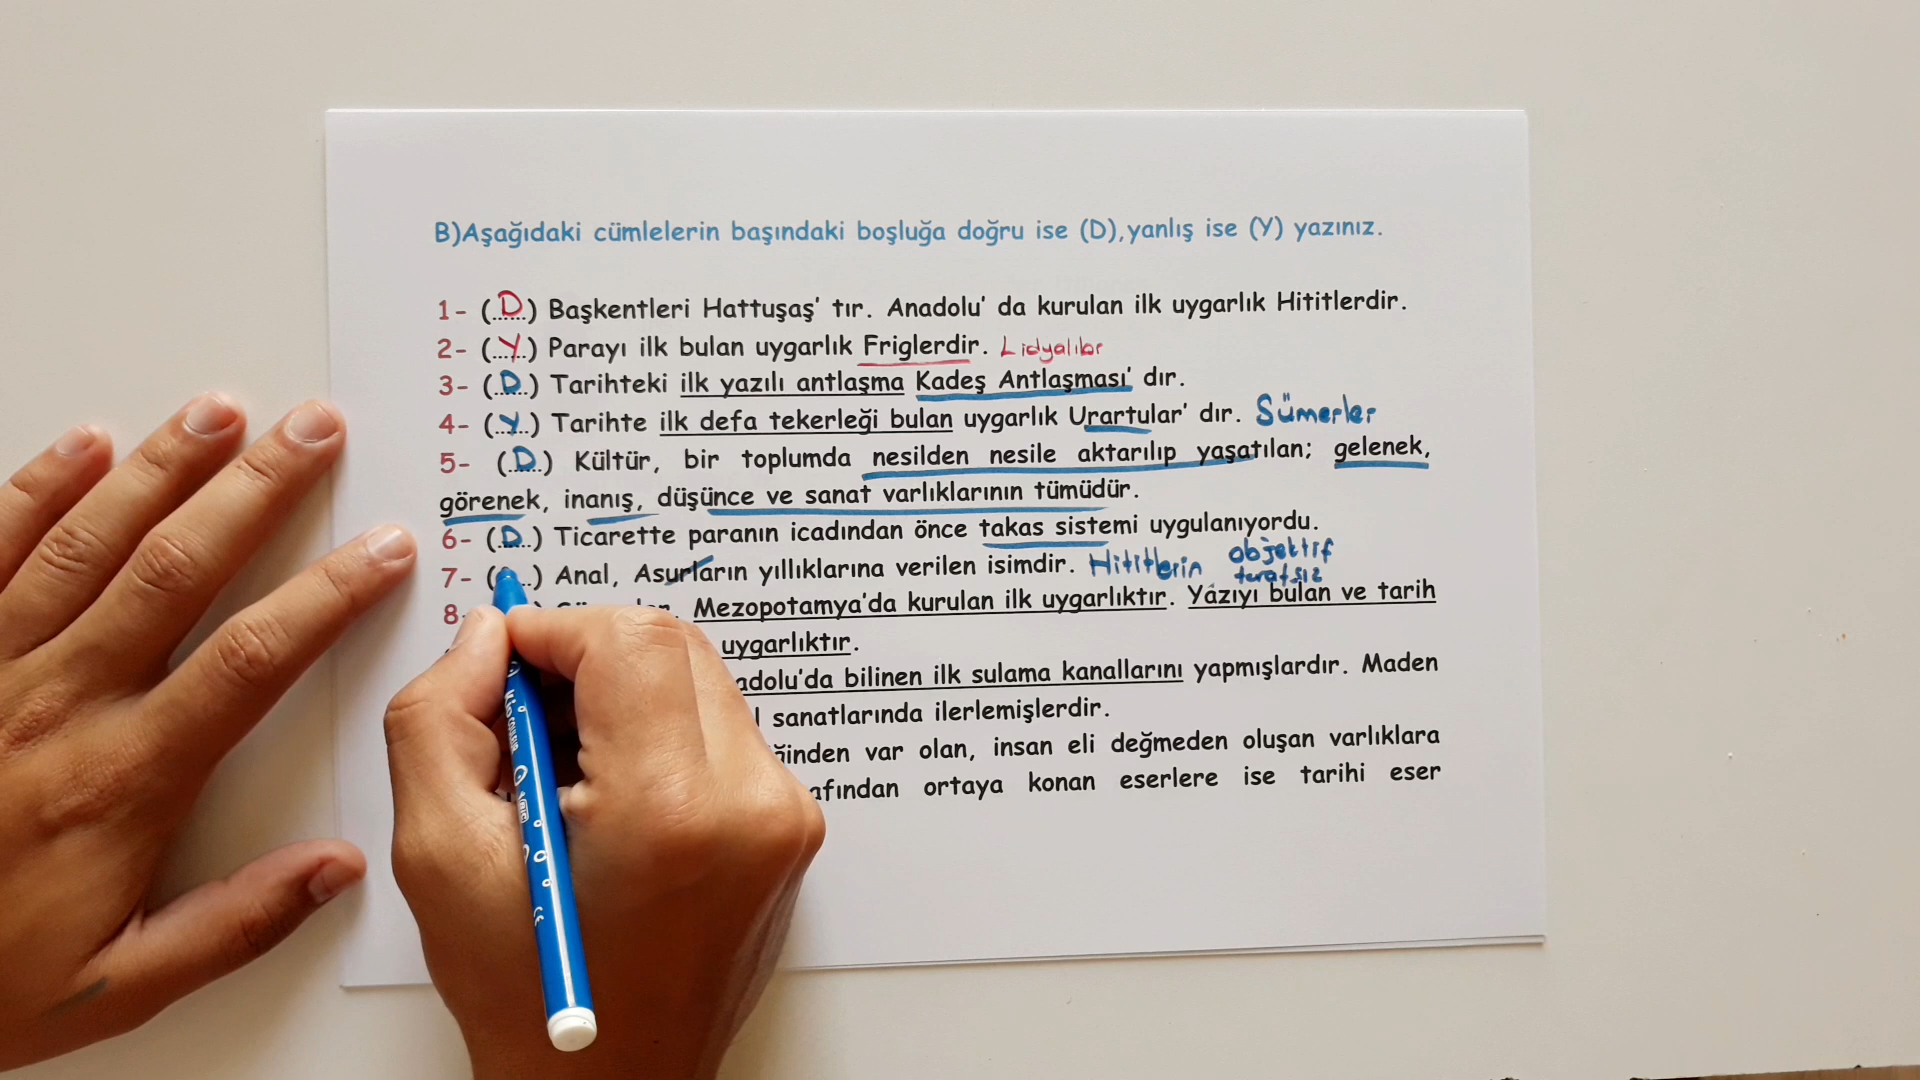 B)Aşağıdaki cümlelerin başındaki boşluğa doğru ise (D),yanlış ise (Y) yazınız.
1- (D) Başkentleri Hattuşaş' tır. Anadolu' da kurulan ilk uygarlık Hititlerdir.
2- (Y) Parayı ilk bulan uygarlık Friglerdir. Lidyalılar
3- (D) Tarihteki ilk yazılı antlaşma Kadeş Antlaşması' dır.
4- (Y) Tarihte ilk defa tekerleği bulan uygarlık Urartular' dır. Sümerler
5- (D) Kültür, bir toplumda nesilden nesile aktarılıp yaşatılan; gelenek,
görenek, inanış, düşünce ve sanat varlıklarının tümüdür.
6- (D) Ticarette paranın icadından önce takas sistemi uygulanıyordu.
7- ( ) Anal, Asurların yıllıklarına verilen isimdir. Hititlerin objektif tarafsız
8- Mezopotamya'da kurulan ilk uygarlıktır. Yazıyı bulan ve tarih
uygarlıktır.
bilinen ilk sulama kanallarını yapmışlardır. Maden
sanatlarında ilerlemişlerdir.
var olan, insan eli değmeden oluşan varlıklara
ortaya konan eserlere ise tarihi eser